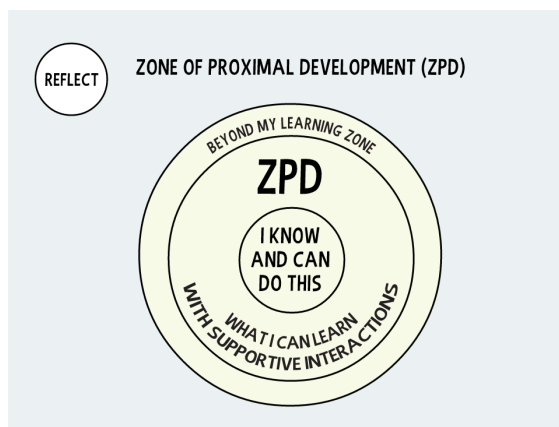 REFLECT
ZONE OF PROXIMAL DEVELOPMENT (ZPD)
BEYOND MY LEARNING ZONE
ZPD
I KNOW
AND CAN
DO THIS
WHAT I CAN LEARN
WITH SUPPORTIVE INTERACTIONS